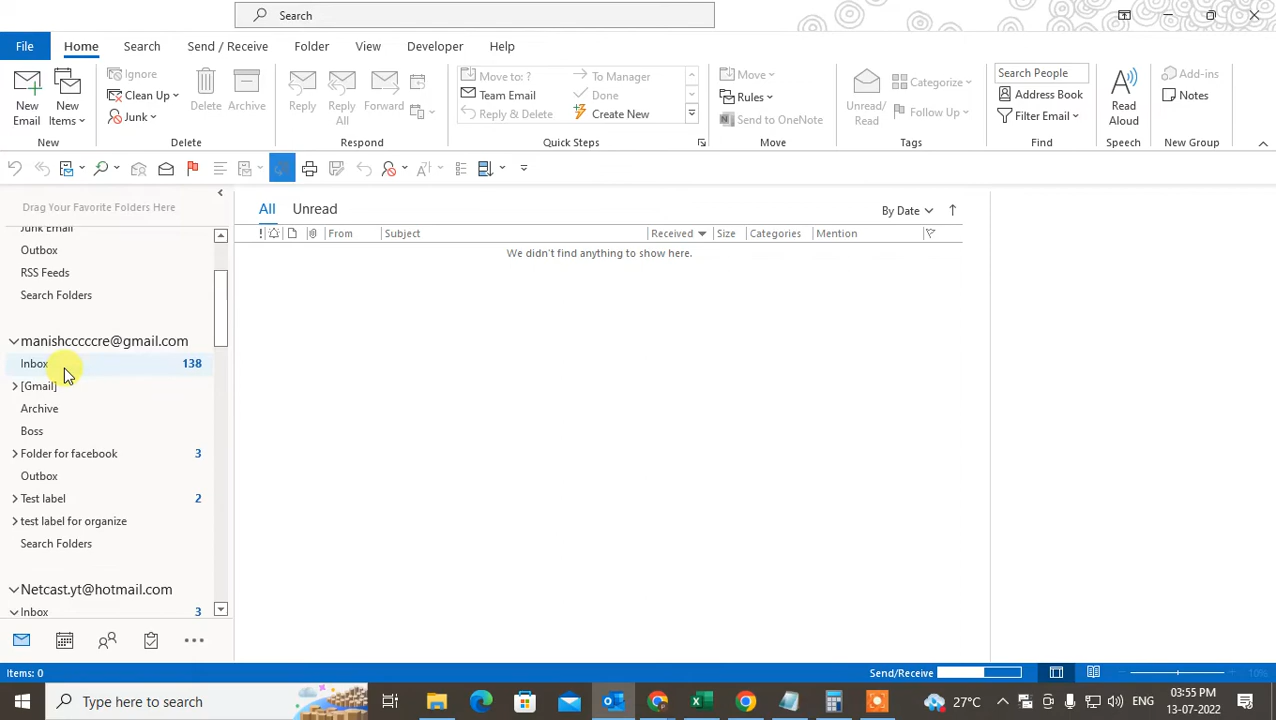 Search
File Home Search Send / Receive Folder View Developer Help
New Email
New Items
New
Ignore
Clean Up
Junk
Delete
Archive
Delete
Reply
Reply All
Forward
Respond
Move to: ?
Team Email
Reply & Delete
To Manager
Done
Create New
Quick Steps
Move
Rules
Send to OneNote
Move
Unread/ Read
Categorize
Follow Up
Tags
Search People
Address Book
Filter Email
Find
Read Aloud
Speech
Add-ins
Notes
New Group
Drag Your Favorite Folders Here
Junk Email
Outbox
RSS Feeds
Search Folders
manishcccccre@gmail.com
Inbox 138
[Gmail]
Archive
Boss
Folder for facebook 3
Outbox
Test label 2
test label for organize
Search Folders
Netcast.yt@hotmail.com
Inbox 3
All Unread
By Date
! From Subject Received Size Categories Mention
We didn't find anything to show here.
Items: 0
Send/Receive
10%
Type here to search
27°C
ENG
03:55 PM
13-07-2022